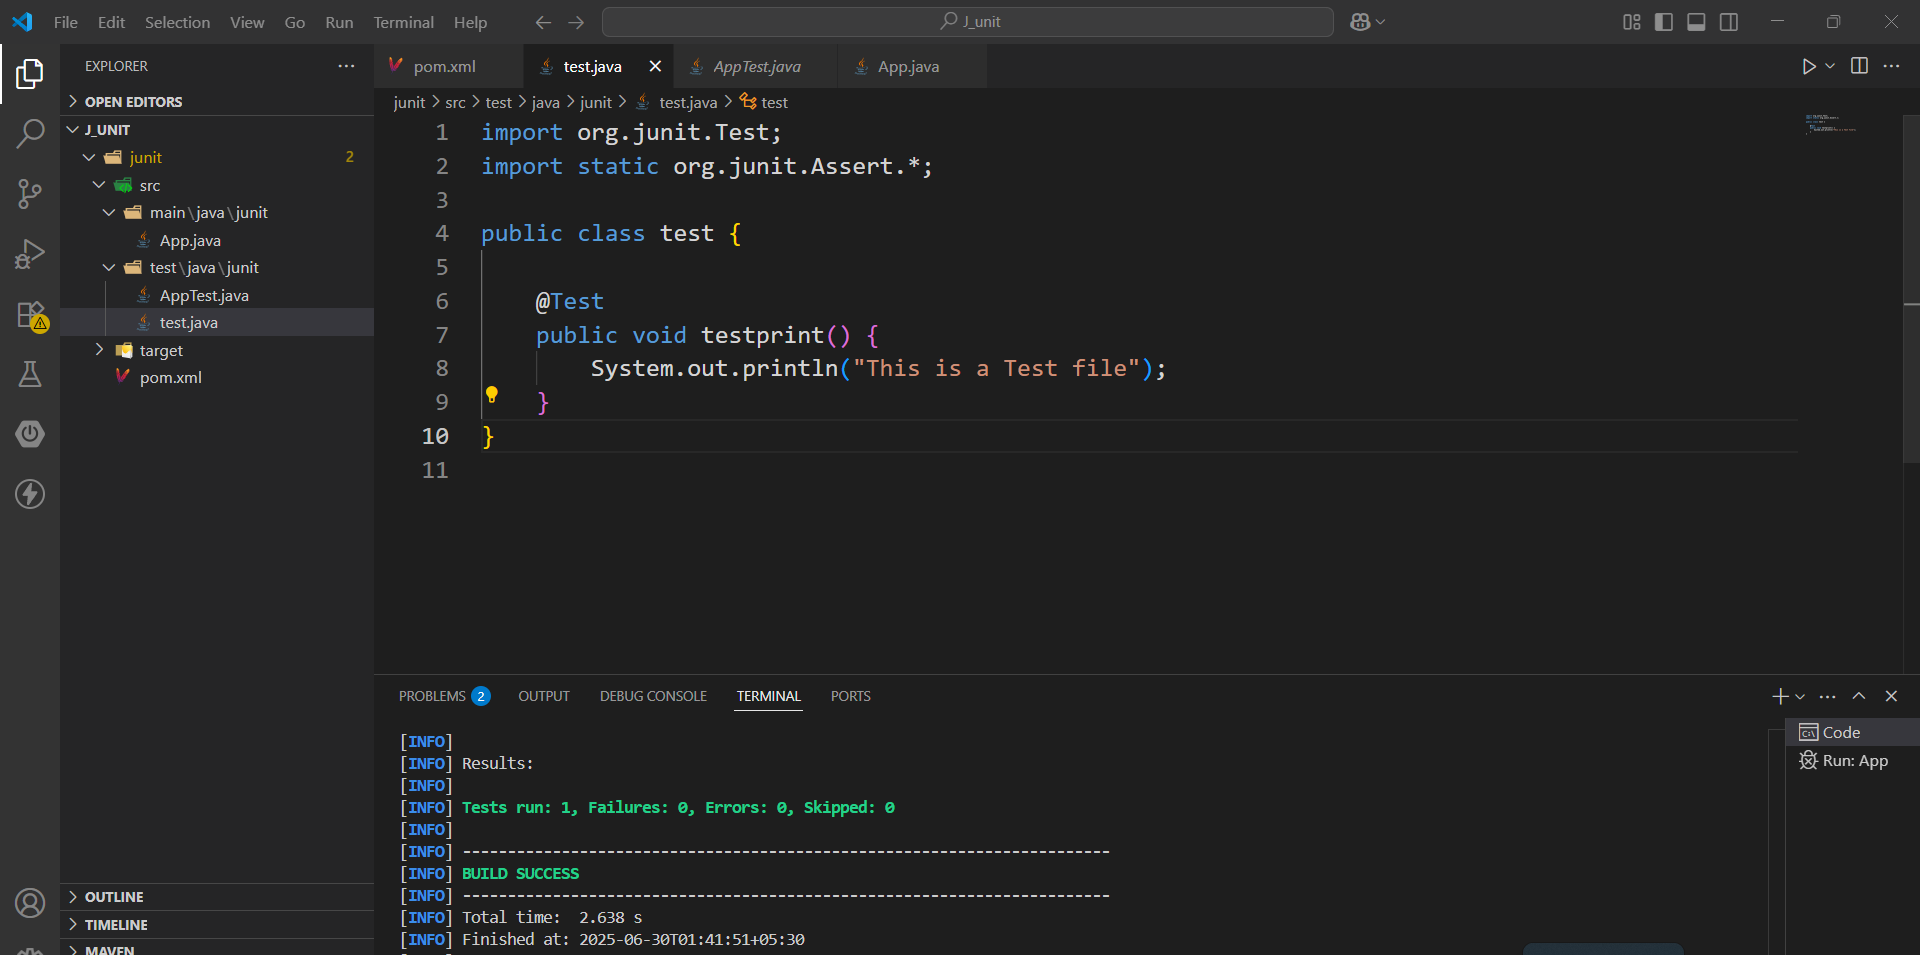 File Edit Selection View Go Run Terminal Help
J_unit
EXPLORER
OPEN EDITORS
J_UNIT
junit 2
src
main\java\junit
App.java
test\java\junit
AppTest.java
test.java
target
pom.xml
OUTLINE
TIMELINE
MAVEN
pom.xml test.java AppTest.java App.java
junit > src > test > java > junit > test.java > test
1 import org.junit.Test;
2 import static org.junit.Assert.*;
3
4 public class test {
5
6 @Test
7 public void testprint() {
8 System.out.println("This is a Test file");
9 }
10 }
11
PROBLEMS 2 OUTPUT DEBUG CONSOLE TERMINAL PORTS
[INFO]
[INFO] Results:
[INFO]
[INFO] Tests run: 1, Failures: 0, Errors: 0, Skipped: 0
[INFO]
[INFO] ------------------------------------------------------------------------
[INFO] BUILD SUCCESS
[INFO] ------------------------------------------------------------------------
[INFO] Total time:  2.638 s
[INFO] Finished at: 2025-06-30T01:41:51+05:30
Code
Run: App